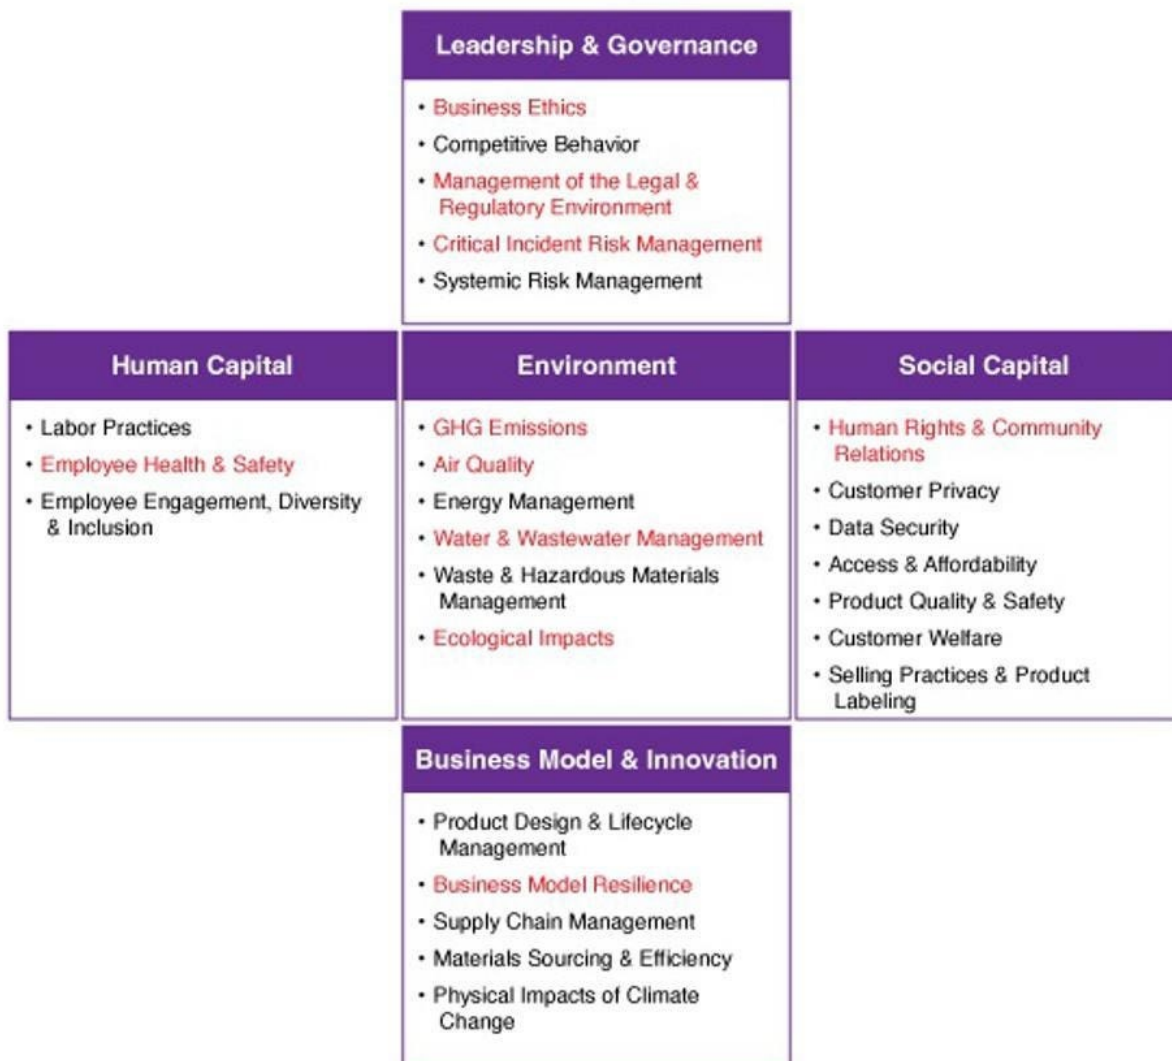 Leadership & Governance
• Business Ethics
• Competitive Behavior
• Management of the Legal &
Regulatory Environment
• Critical Incident Risk Management
• Systemic Risk Management
Human Capital
• Labor Practices
• Employee Health & Safety
• Employee Engagement, Diversity
& Inclusion
Environment
• GHG Emissions
• Air Quality
• Energy Management
• Water & Wastewater Management
• Waste & Hazardous Materials
Management
• Ecological Impacts
Social Capital
• Human Rights & Community
Relations
• Customer Privacy
• Data Security
• Access & Affordability
• Product Quality & Safety
• Customer Welfare
• Selling Practices & Product
Labeling
Business Model & Innovation
• Product Design & Lifecycle
Management
• Business Model Resilience
• Supply Chain Management
• Materials Sourcing & Efficiency
• Physical Impacts of Climate
Change